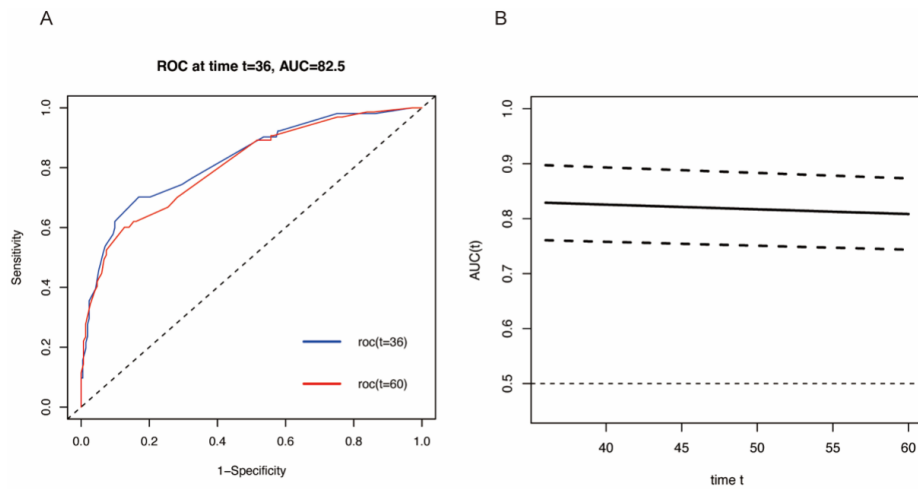 A
ROC at time t=36, AUC=82.5
Sensitivity
1.0
0.8
0.6
0.4
0.2
0.0
roc(t=36)
roc(t=60)
0.0 0.2 0.4 0.6 0.8 1.0
1−Specificity
B
AUC(t)
1.0
0.9
0.8
0.7
0.6
0.5
40 45 50 55 60
time t